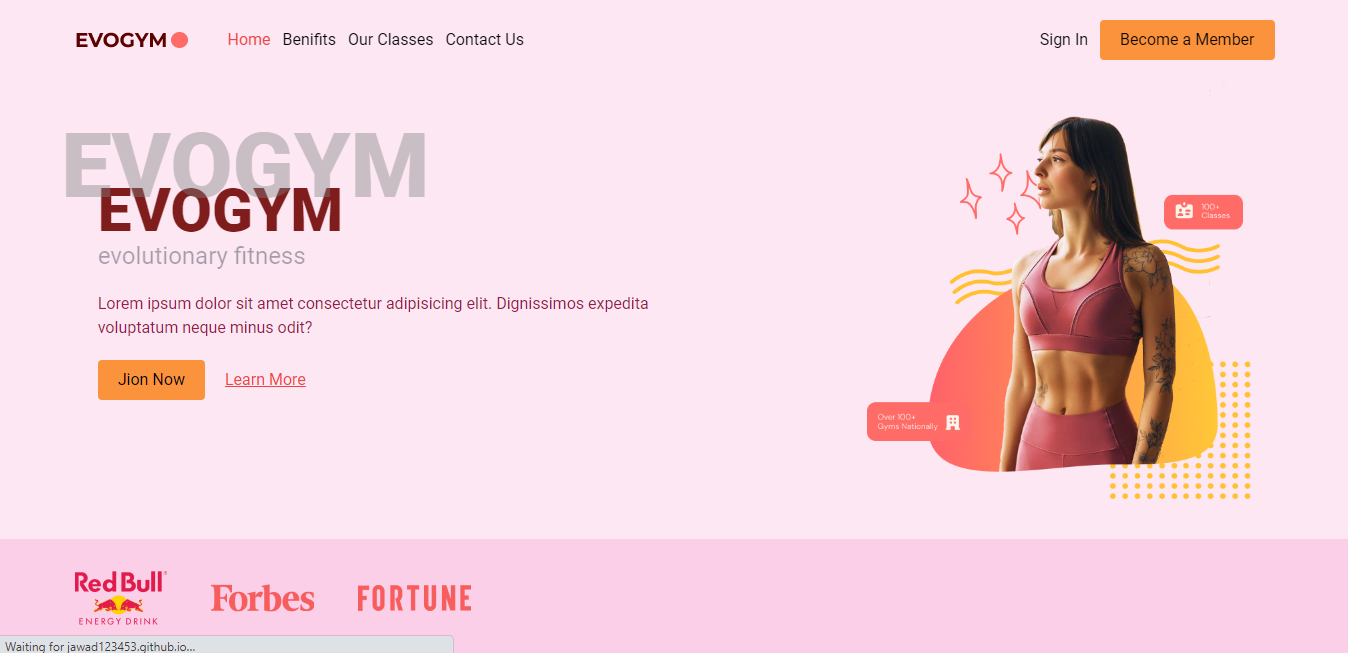 EVOGYM
Home Benifits Our Classes Contact Us
Sign In
Become a Member
EVOGYM
EVOGYM
evolutionary fitness
Lorem ipsum dolor sit amet consectetur adipisicing elit. Dignissimos expedita
voluptatum neque minus odit?
Jion Now
Learn More
100+
Classes
Over 100+
Gyms Nationally
Red Bull
ENERGY DRINK
Forbes
FORTUNE
Waiting for jawad123453.github.io...